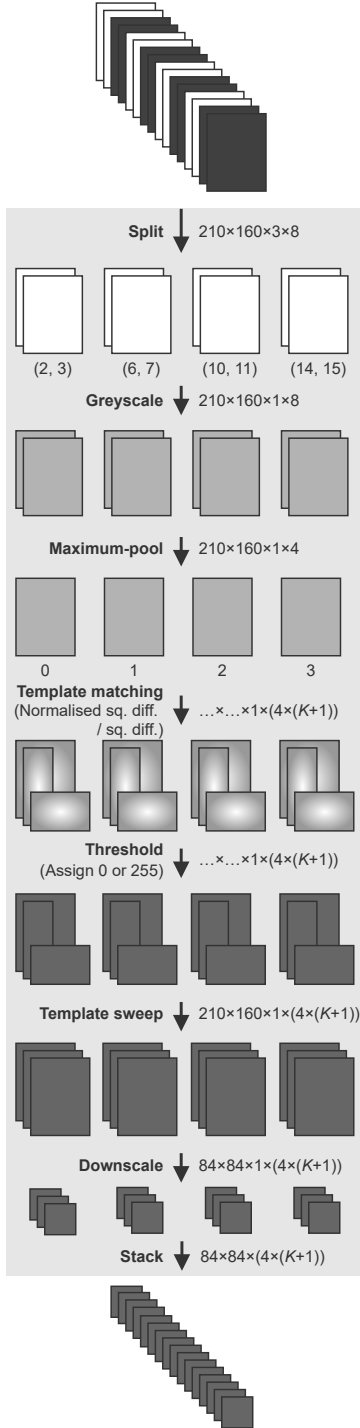 Split 210×160×3×8
(2, 3) (6, 7) (10, 11) (14, 15)
Greyscale 210×160×1×8
Maximum-pool 210×160×1×4
0 1 2 3
Template matching
(Normalised sq. diff. …×…×1×(4×(K+1))
/ sq. diff.)
Threshold
(Assign 0 or 255) …×…×1×(4×(K+1))
Template sweep 210×160×1×(4×(K+1))
Downscale 84×84×1×(4×(K+1))
Stack 84×84×(4×(K+1))